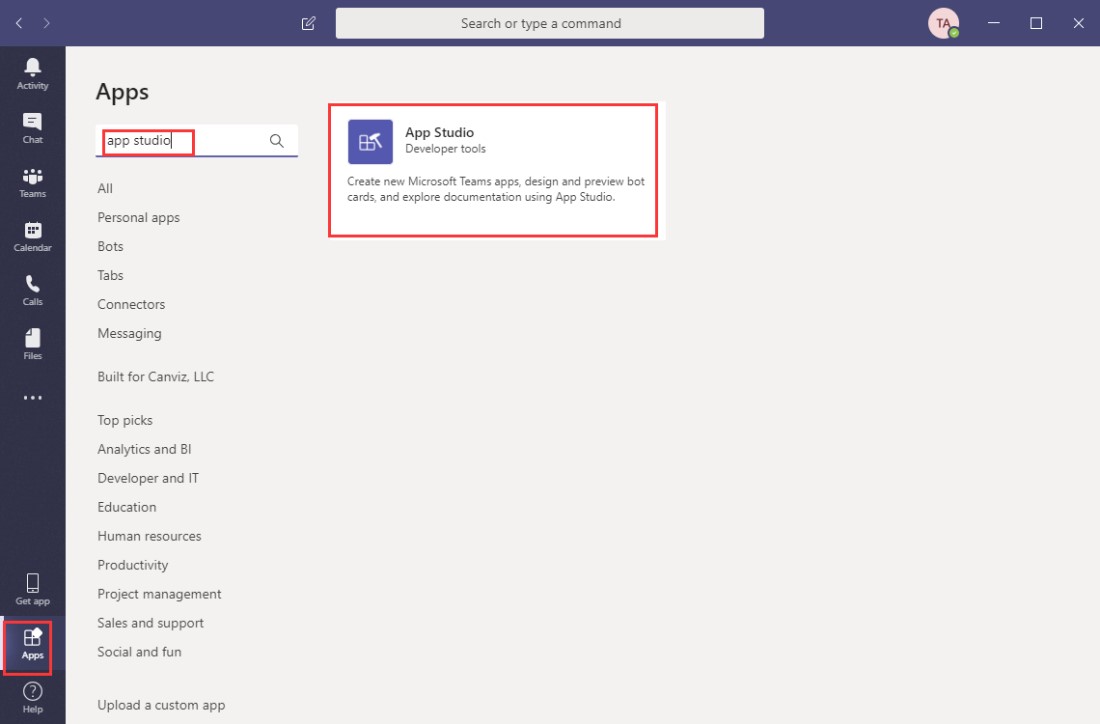 Search or type a command
TA
Activity
Chat
Teams
Calendar
Calls
Files
Get app
Apps
Help
Apps
app studio
All
Personal apps
Bots
Tabs
Connectors
Messaging
Built for Canviz, LLC
Top picks
Analytics and BI
Developer and IT
Education
Human resources
Productivity
Project management
Sales and support
Social and fun
Upload a custom app
App Studio
Developer tools
Create new Microsoft Teams apps, design and preview bot
cards, and explore documentation using App Studio.